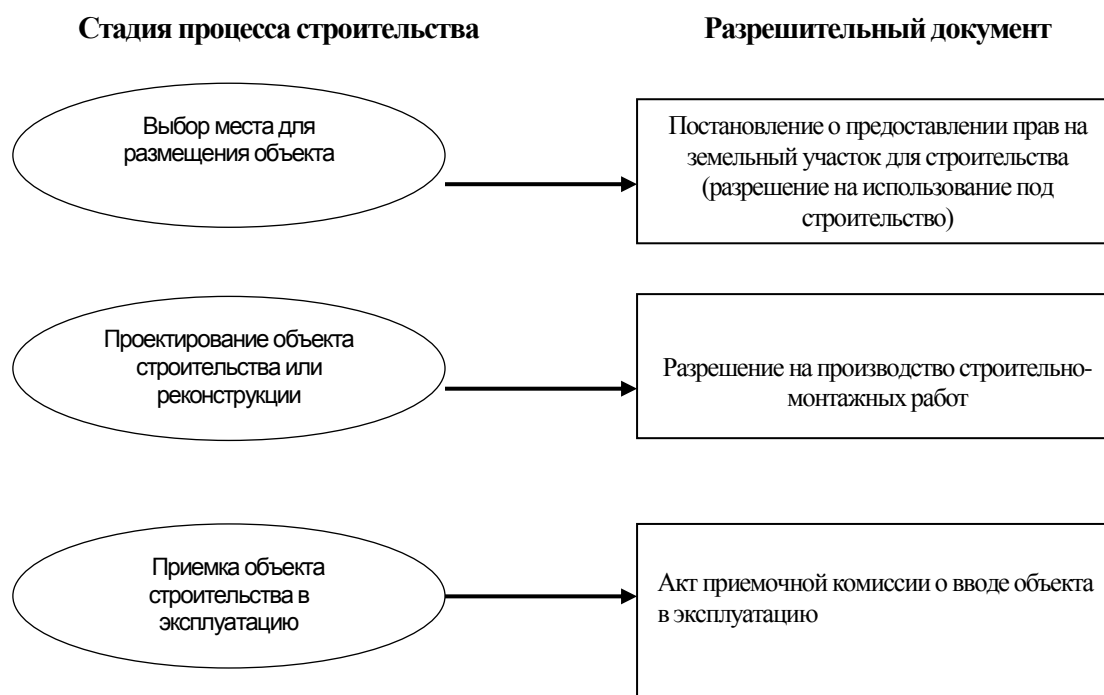 Стадия процесса строительства
Разрешительный документ
Выбор места для
размещения объекта
Постановление о предоставлении прав на
земельный участок для строительства
(разрешение на использование под
строительство)
Проектирование объекта
строительства или
реконструкции
Разрешение на производство строительно-
монтажных работ
Приемка объекта
строительства в
эксплуатацию
Акт приемочной комиссии о вводе объекта
в эксплуатацию